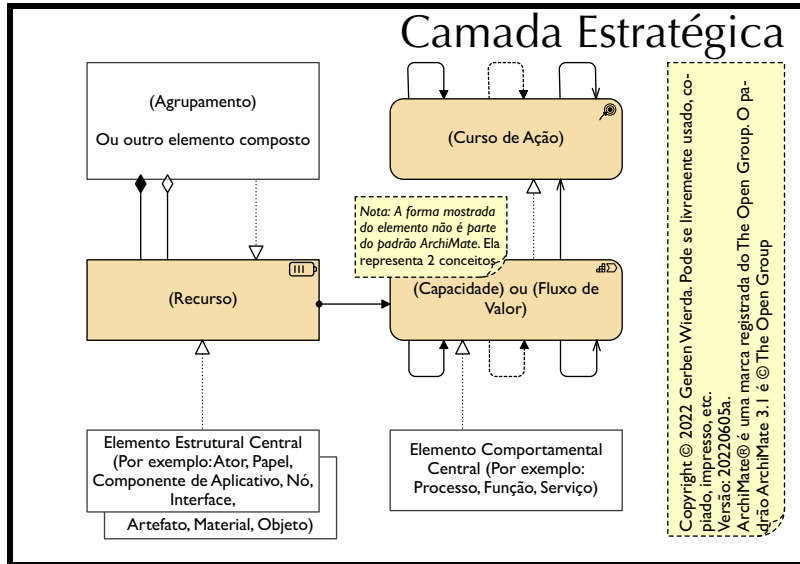 Camada Estratégica
(Agrupamento)
Ou outro elemento composto
(Curso de Ação)
Nota: A forma mostrada
do elemento não é parte
do padrão ArchiMate. Ela
representa 2 conceitos.
(Recurso)
(Capacidade) ou (Fluxo de
Valor)
Elemento Estrutural Central
(Por exemplo: Ator, Papel,
Componente de Aplicativo, Nó,
Interface,
Artefato, Material, Objeto)
Elemento Comportamental
Central (Por exemplo:
Processo, Função, Serviço)
Copyright © 2022 Gerben Wierda. Pode se livremente usado, co-
piado, impresso, etc.
Versão: 20220605a.
ArchiMate® é uma marca registrada do The Open Group. O pa-
drão ArchiMate 3.1 é © The Open Group